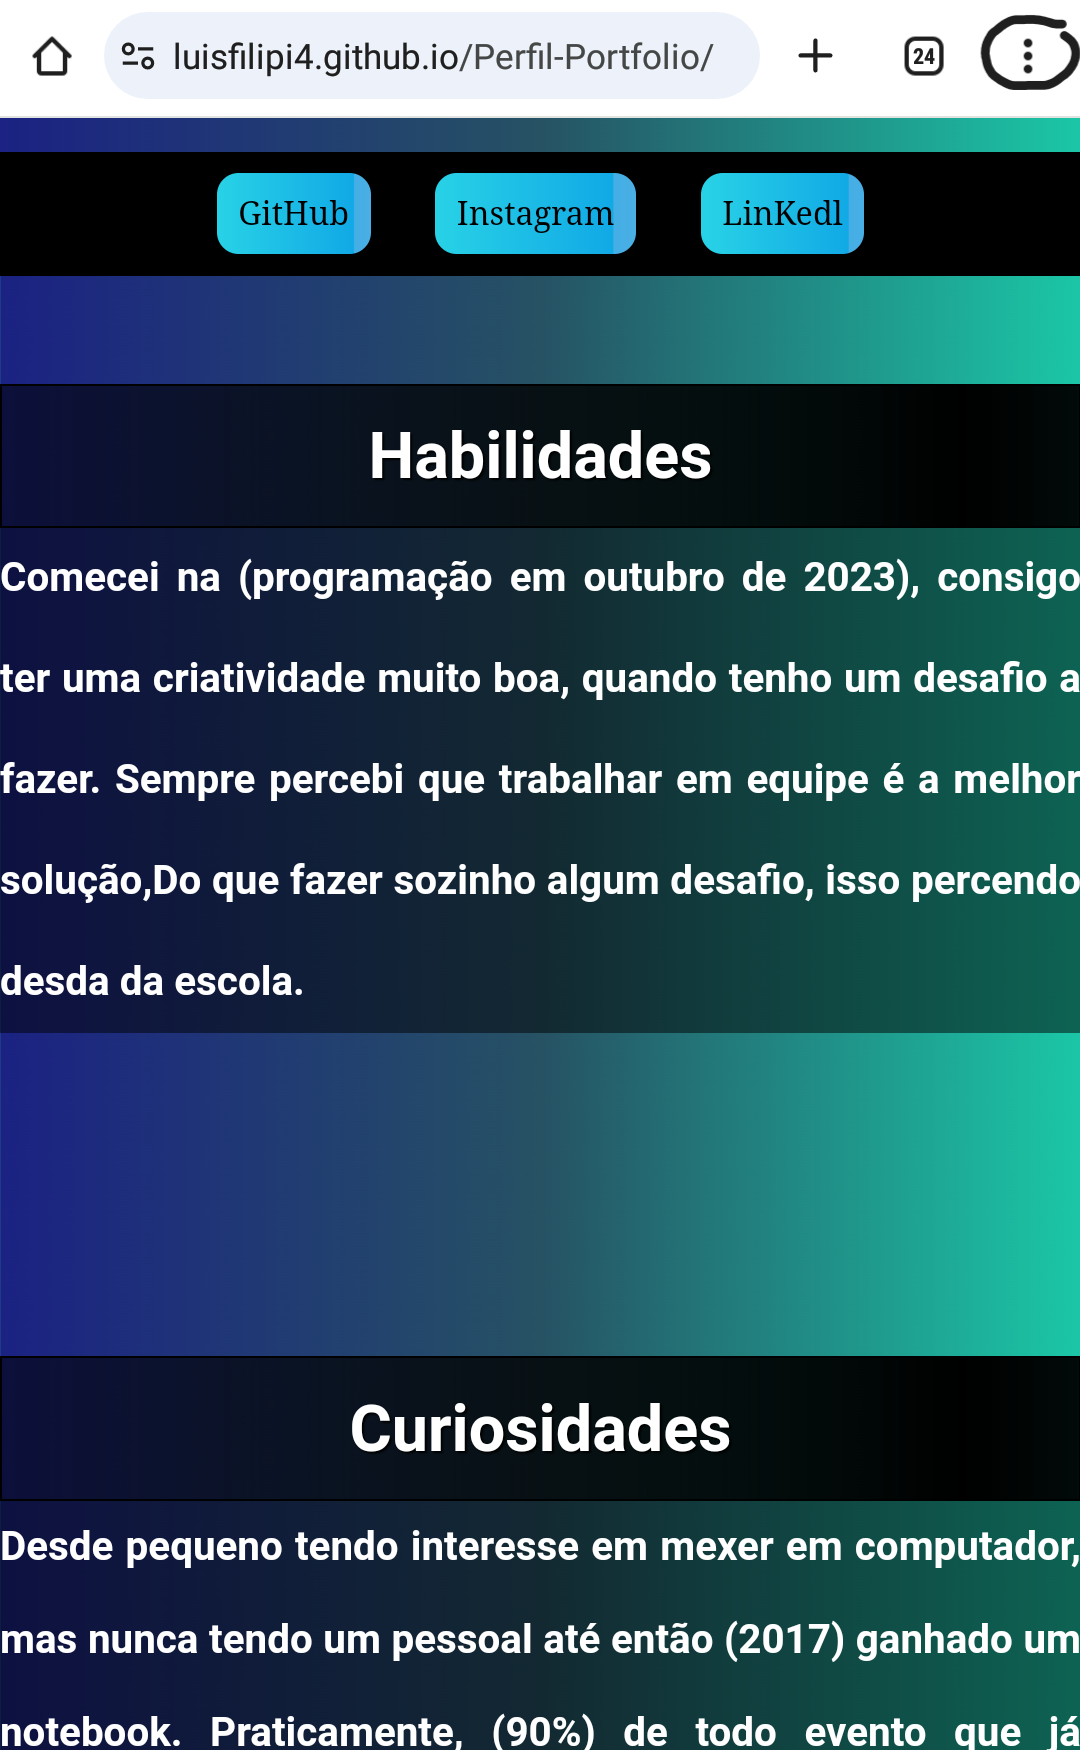 luisfilipi4.github.io/Perfil-Portfolio/
24
GitHub
Instagram
LinKedl
Habilidades
Comecei na (programação em outubro de 2023), consigo
ter uma criatividade muito boa, quando tenho um desafio a
fazer. Sempre percebi que trabalhar em equipe é a melhor
solução,Do que fazer sozinho algum desafio, isso percendo
desda da escola.
Curiosidades
Desde pequeno tendo interesse em mexer em computador,
mas nunca tendo um pessoal até então (2017) ganhado um
notebook. Praticamente, (90%) de todo evento que já